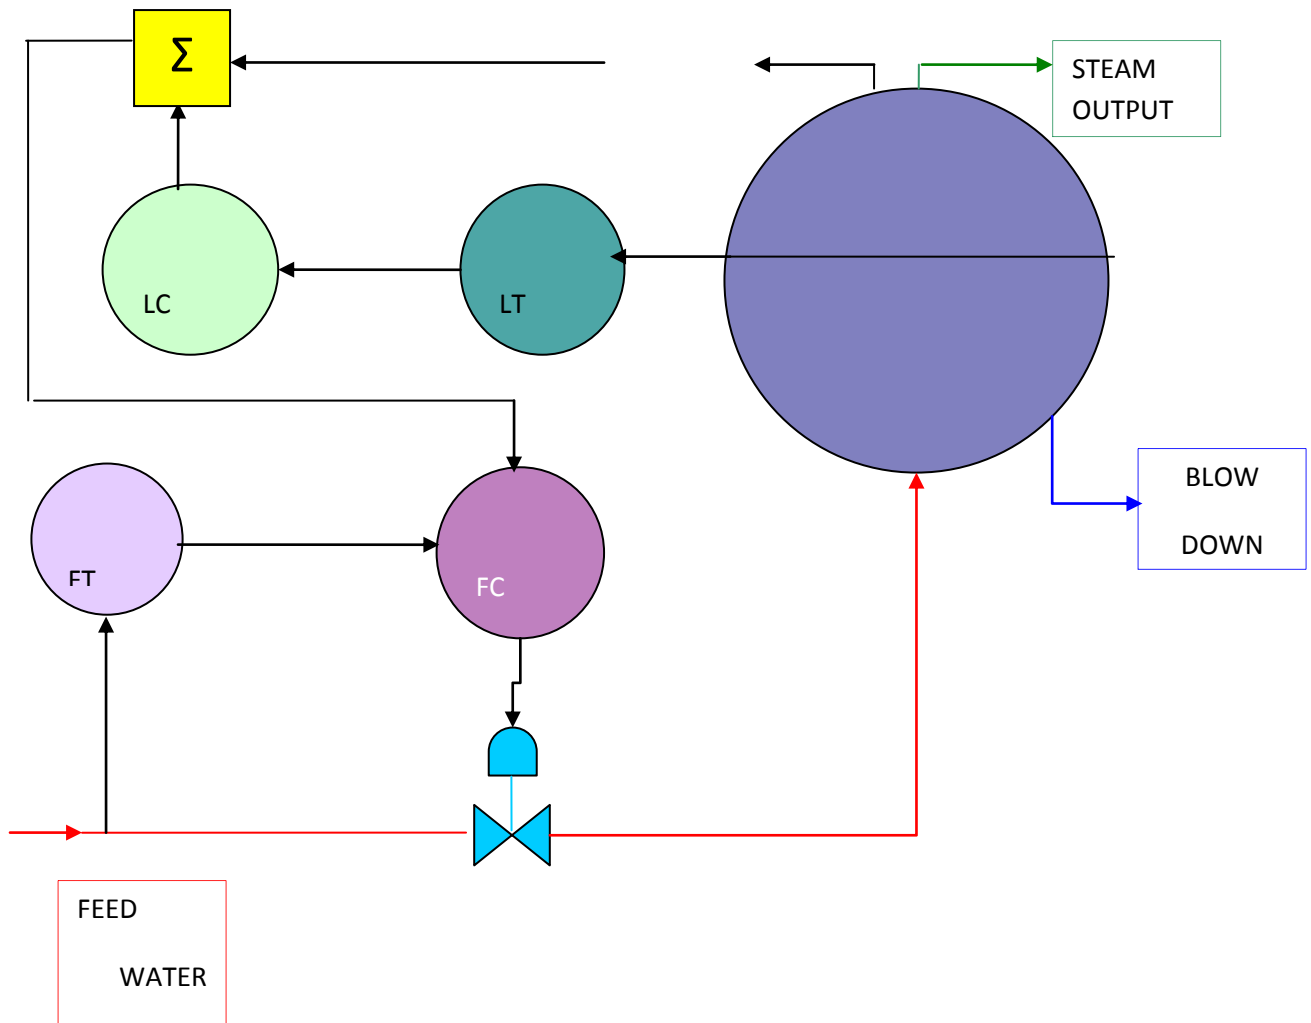 Σ
STEAM
OUTPUT
LC
LT
BLOW
DOWN
FT
FC
FEED
WATER